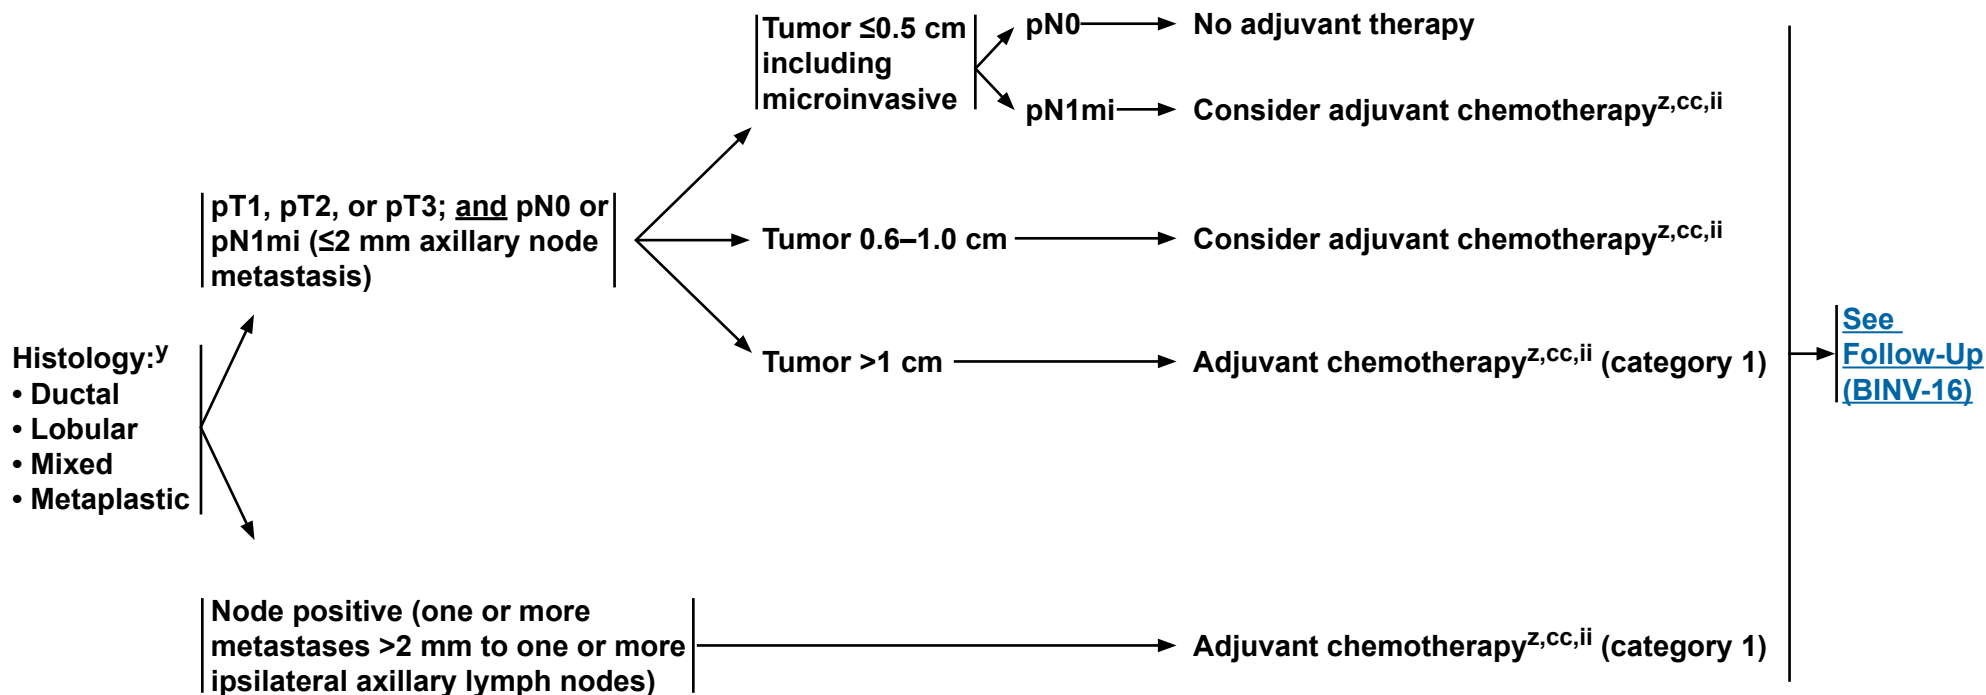 Histology:y
• Ductal
• Lobular
• Mixed
• Metaplastic
pT1, pT2, or pT3; and pN0 or
pN1mi (≤2 mm axillary node
metastasis)
Tumor ≤0.5 cm
including
microinvasive
pN0
No adjuvant therapy
pN1mi
Consider adjuvant chemotherapyz,cc,ii
Tumor 0.6–1.0 cm
Consider adjuvant chemotherapyz,cc,ii
Tumor >1 cm
Adjuvant chemotherapyz,cc,ii (category 1)
Node positive (one or more
metastases >2 mm to one or more
ipsilateral axillary lymph nodes)
Adjuvant chemotherapyz,cc,ii (category 1)
See
Follow-Up
(BINV-16)